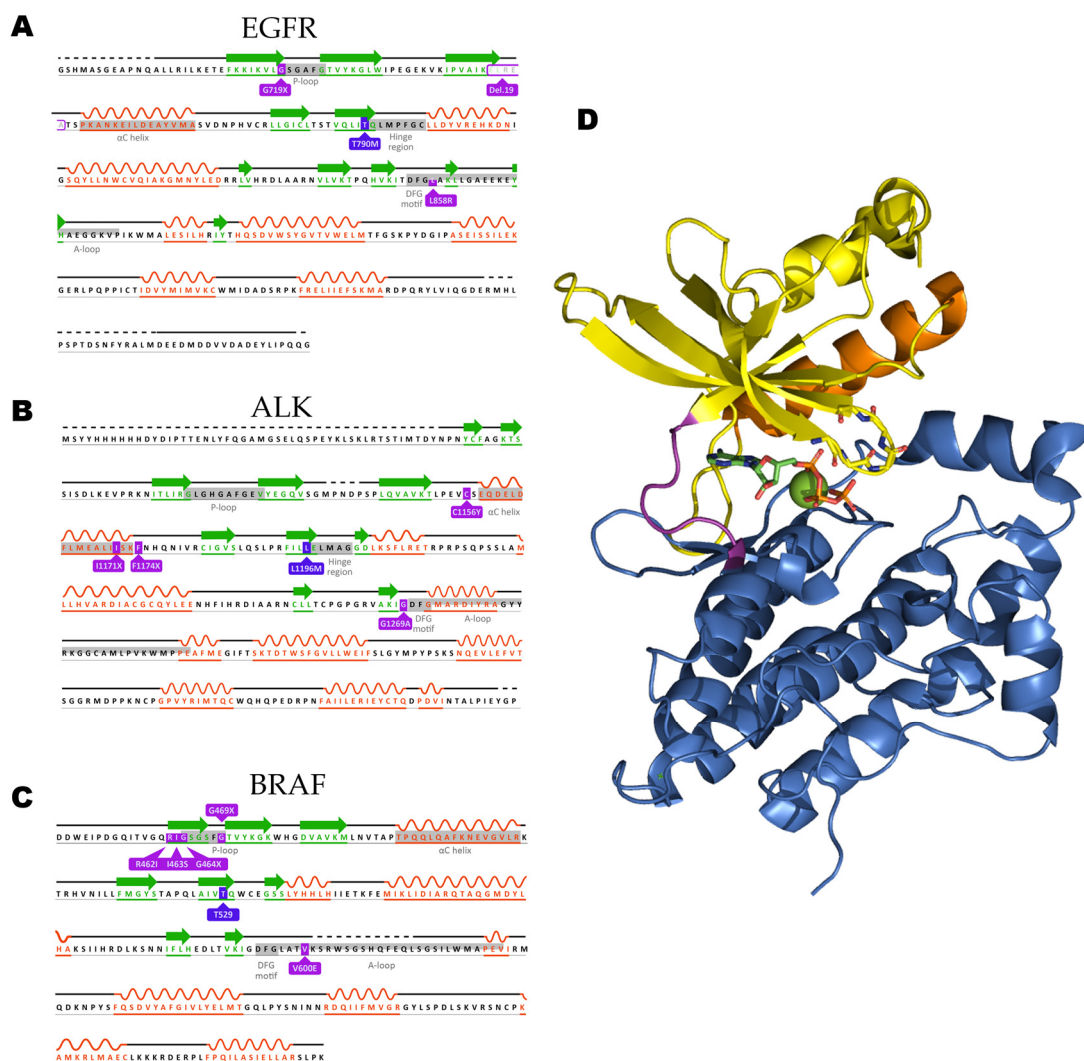 A
EGFR
GSHMASGEAPNQALLRILKETEFKKIKVLGSGAFGTVYKGLWIPEGEKVKIPVAIKELRE
P-loop
G719X
Del.19
ATSPKANKEILDEAYVMASVDNPHVCRLLGICLTSTVQLITQLMPFGCLLDYVREHKDNI
αC helix
Hinge
region
T790M
GSQYLLNWCVQIAKGMNYLEDRRLVHRDLAARNVLVKTPQHVKITDFGLAKLLGAEEKEV
DFG
motif
L858R
HAEGGKVPIKWMALESILHRIYTHQSDVWSYGVTVWELMTFGSKPYDGIPASEISSILEK
A-loop
GERLPQPPICTIDVYMIMVKCWMIDADSRPKFRELIIEFSKMARDPQRYLVIQGDERMHL
PSPTDSNFYRALMDEEDMDDVVDADEYLIPQQG
B
ALK
MSYYHHHHHHDYDIPTTENLYFQGAMGSELQSPEYKLSKLRTSTIMTDYNPNYCFAGKTS
SISDLKEVPRKNITLIRGLGHGAFGEVYEGQVSGMPNDPSPLQVAVKTLPEVCSEQDELD
P-loop
C1156Y
αC helix
FLMEALIISKFNHQNIVRCIGVSLQSLPRFILLELMAGGDLKSFLRETRPRPSQPSSLAM
I1171X
F1174X
L1196M
Hinge
region
LLHVARDIACGCQYLEENHFIHRDIAARNCLLTCPGPGRVAKIGDFGMARDIYRAGYY
G1269A
DFG
motif
A-loop
RKGGCAMLPVKWMPPEAFMEGIFTSKTDTWSFGVLLWEIFSLGYMPYPSKSNQEVLEFVT
SGGRMDPPKNCPGPVYRIMTQCWQHQPEDRPNFAIILERIEYCTQDPDVINTALPIEYGP
C
BRAF
G469X
DDWEIPDGQITVGQRIGSGSFGTVYKGKWHGDVAVKMLNVTAPTPQQLQAFKNEVGVLRK
P-loop
αC helix
R462I
I463S
G464X
TRHVNILLFMGYSTAPQLAIVTQWCEGSSLYHHLHIIETKFEMIKLIDIARQTAQGMDYL
T529
HAKSIIHRDLKSNNIFLHEDLTVKIGDFGLATVKSRWSGSHQFEQLSGSILWMAPEVIRM
DFG
motif
V600E
A-loop
QDKNPYSFQSDVYAFGIVLYELMTGQLPYSNINNRDQIIFMVGRGYLSPDLSKVRSNCPK
AMKRLMAECLKKKRDERPLFPQILASIELLARSLPK
D